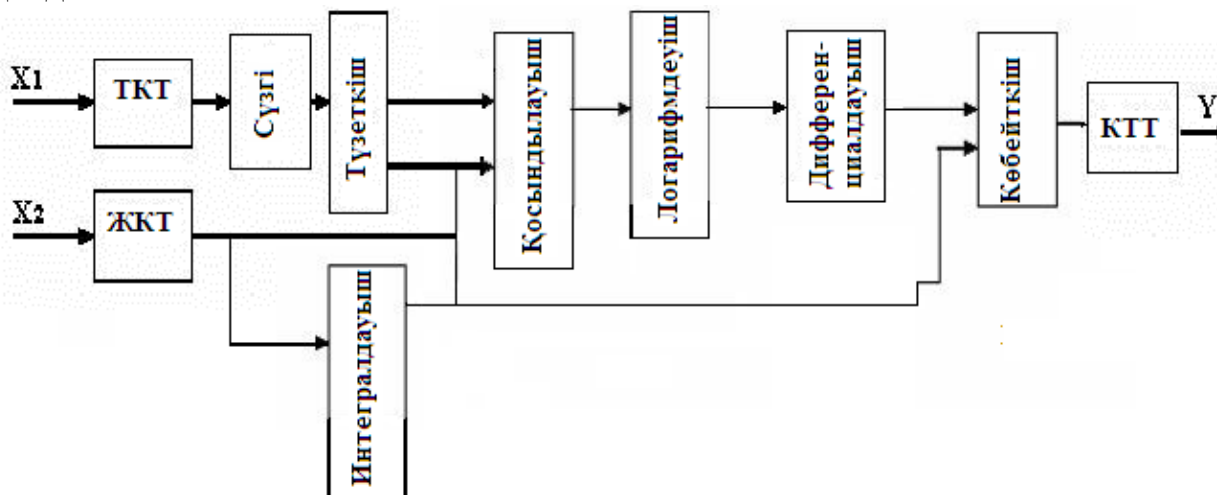 X1
ТКТ
Сүзгі
Түзеткіш
Қосындылауыш
Логарифмдеуіш
Дифферен-
циалдауыш
Көбейткіш
КТТ
Y
X2
ЖКТ
Интегралдауыш